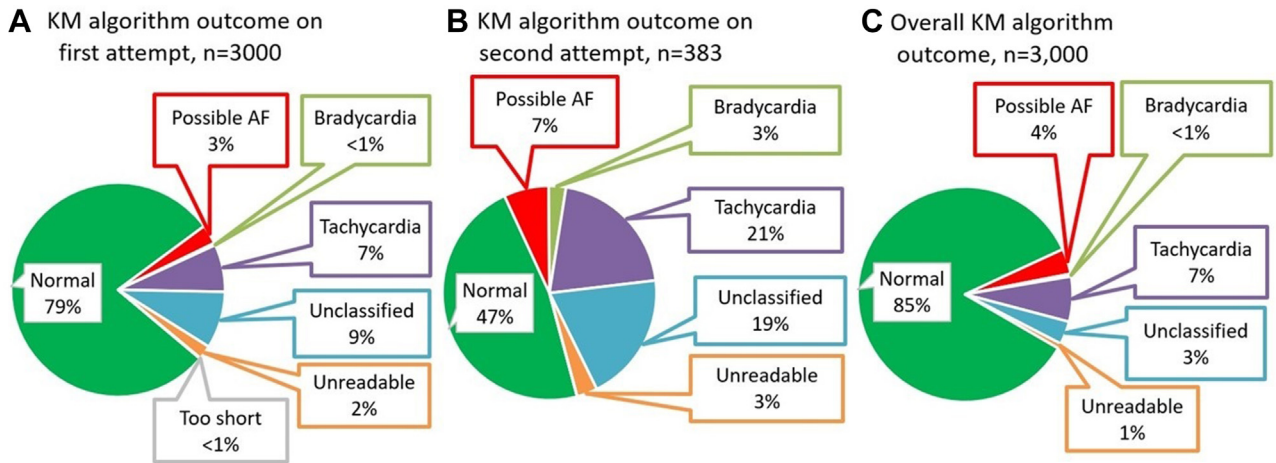 A KM algorithm outcome on
first attempt, n=3000
Possible AF
3%
Bradycardia
<1%
Tachycardia
7%
Normal
79%
Unclassified
9%
Unreadable
2%
Too short
<1%
B KM algorithm outcome on
second attempt, n=383
Possible AF
7%
Bradycardia
3%
Tachycardia
21%
Normal
47%
Unclassified
19%
Unreadable
3%
C Overall KM algorithm
outcome, n=3,000
Possible AF
4%
Bradycardia
<1%
Tachycardia
7%
Normal
85%
Unclassified
3%
Unreadable
1%